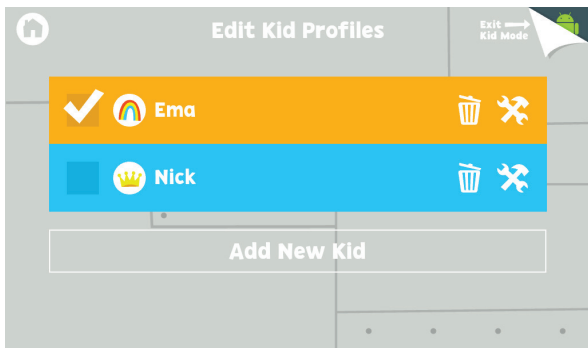 Edit Kid Profiles
Exit
Kid Mode
Ema
Nick
Add New Kid